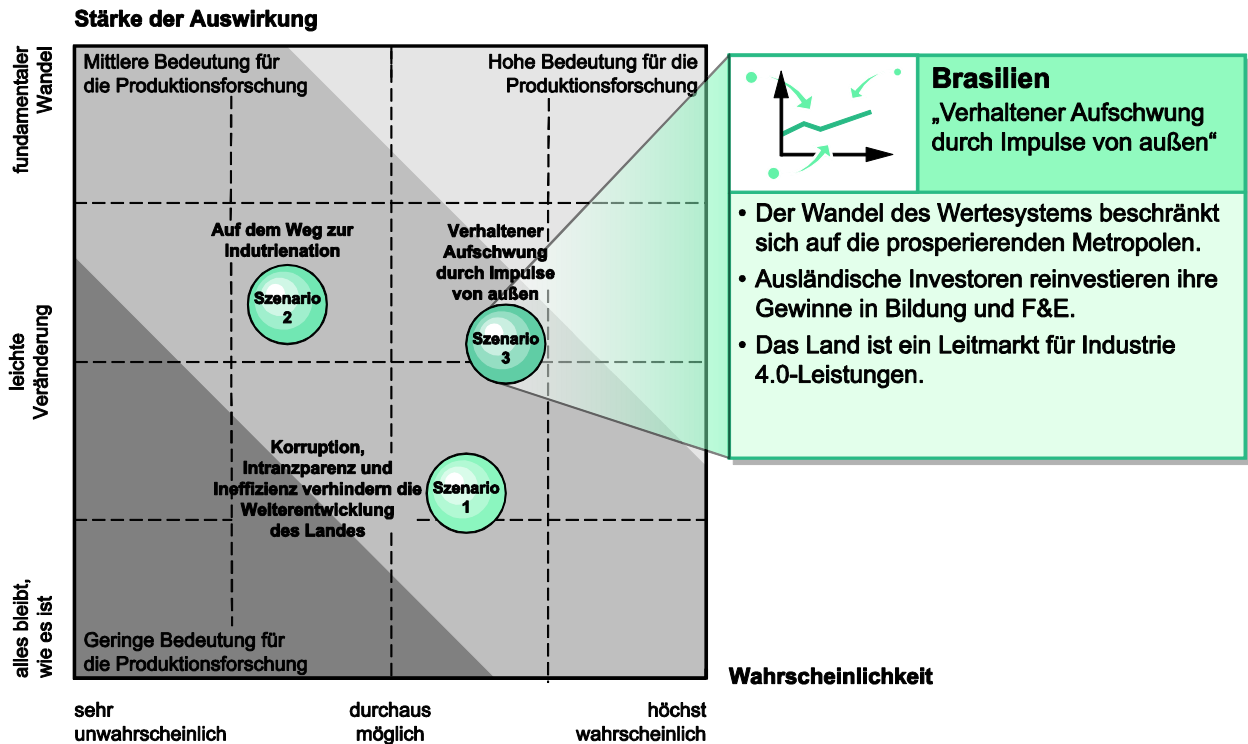 Stärke der Auswirkung
fundamentaler
Wandel
leichte
Veränderung
alles bleibt,
wie es ist
Mittlere Bedeutung für
die Produktionsforschung
Hohe Bedeutung für die
Produktionsforschung
Auf dem Weg zur
Indutrienation
Szenario
2
Verhaltener
Aufschwung
durch Impulse
von außen
Szenario
3
Korruption,
Intranzparenz und
Ineffizienz verhindern die
Weiterentwicklung
des Landes
Szenario
1
Geringe Bedeutung für
die Produktionsforschung
sehr
unwahrscheinlich
durchaus
möglich
höchst
wahrscheinlich
Wahrscheinlichkeit
Brasilien
„Verhaltener Aufschwung
durch Impulse von außen“
• Der Wandel des Wertesystems beschränkt
sich auf die prosperierenden Metropolen.
• Ausländische Investoren reinvestieren ihre
Gewinne in Bildung und F&E.
• Das Land ist ein Leitmarkt für Industrie
4.0-Leistungen.